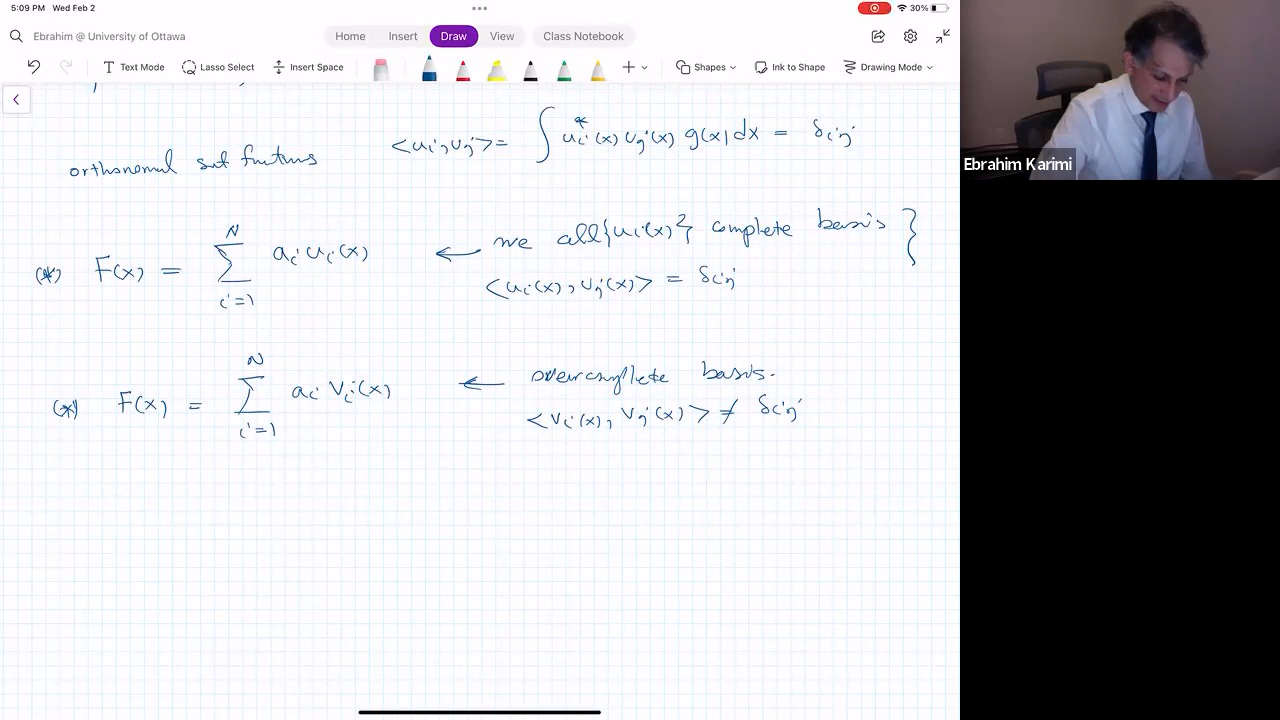 5:09 PM Wed Feb 2
30%
Ebrahim @ University of Ottawa
Home Insert Draw View Class Notebook
Text Mode Lasso Select Insert Space Shapes Ink to Shape Drawing Mode
Ebrahim Karimi
<ui, uj> = ∫ ui*(x) uj(x) g(x) dx = δij
orthonormal set
(*) F(x) = Σ_{i=1}^{N} ai ui(x) ← we call {ui(x)} complete basis }
<ui(x), uj(x)> = δij
(*) F(x) = Σ_{i=1}^{N} ai Vi(x) ← overcomplete basis.
<Vi(x), Vj(x)> ≠ δij